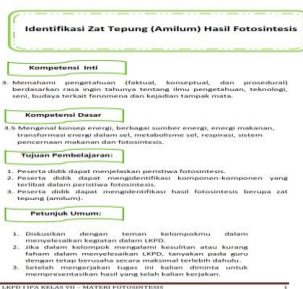 Identifikasi Zat Tepung (Amilum) Hasil Fotosintesis
Kompetensi Inti
3. Memahami pengetahuan (faktual, konseptual, dan prosedural)
berdasarkan rasa ingin tahunya tentang ilmu pengetahuan, teknologi,
seni, budaya terkait fenomena dan kejadian tampak mata.
Kompetensi Dasar
3.5 Mengenal konsep energi, berbagai sumber energi, energi makanan,
transformasi energi dalam sel, metabolisme sel, respirasi, sistem
pencernaan makanan dan fotosintesis.
Tujuan Pembelajaran:
1. Peserta didik dapat menjelaskan peristiwa fotosintesis.
2. Peserta didik dapat mengidentifikasi komponen-komponen yang
terlibat dalam peristiwa fotosintesis.
3. Peserta didik dapat mengidentifikasi hasil fotosintesis berupa zat
tepung (amilum).
Petunjuk Umum:
1. Diskusikan dengan teman kelompokmu dalam
menyelesaikan kegiatan dalam LKPD.
2. Jika dalam kelompok mengalami kesulitan atau kurang
faham dalam menyelesaikan LKPD, tanyakan pada guru
dengan tetap berusaha secara maksimal terlebih dahulu.
3. Setelah mengerjakan tugas ini kalian diminta untuk
mempresentasikan hasil yang telah kalian kerjakan.
LKPD I IPA KELAS VII – MATERI FOTOSINTESIS 1